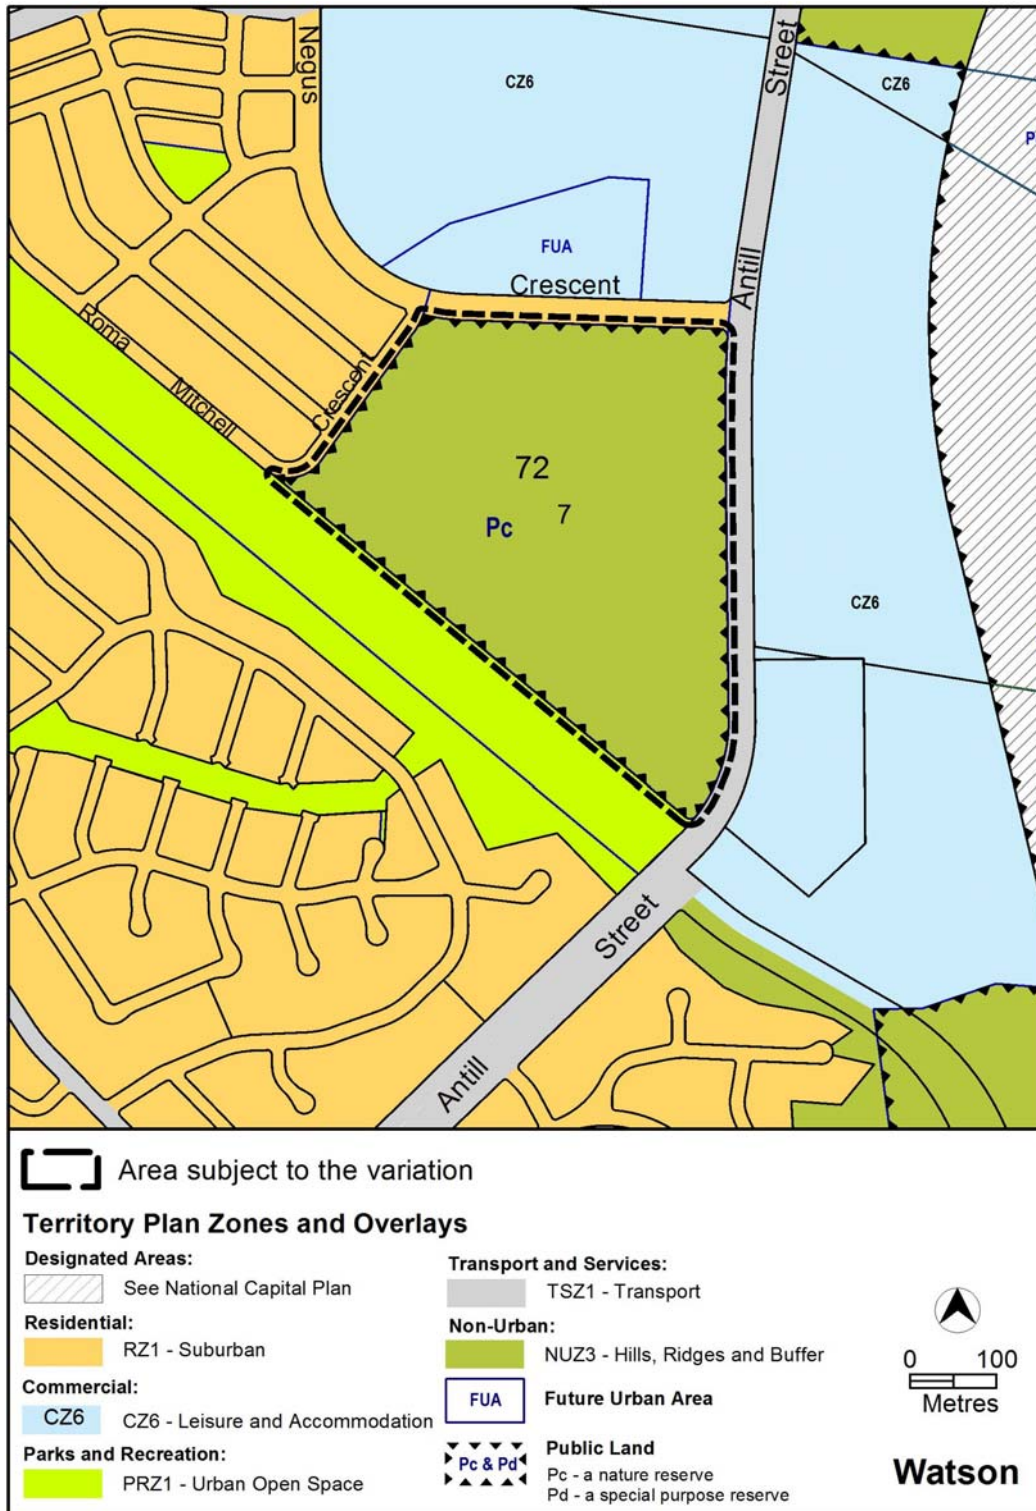 Negus
CZ6
Street
CZ6
P
FUA
Crescent
Antill
Roma
Mitchell
Crescent
72
7
Pc
CZ6
Street
Antill
Area subject to the variation
Territory Plan Zones and Overlays
Designated Areas:
See National Capital Plan
Residential:
RZ1 - Suburban
Commercial:
CZ6 CZ6 - Leisure and Accommodation
Parks and Recreation:
PRZ1 - Urban Open Space
Transport and Services:
TSZ1 - Transport
Non-Urban:
NUZ3 - Hills, Ridges and Buffer
FUA Future Urban Area
Pc & Pd Public Land
Pc - a nature reserve
Pd - a special purpose reserve
0 100
Metres
Watson